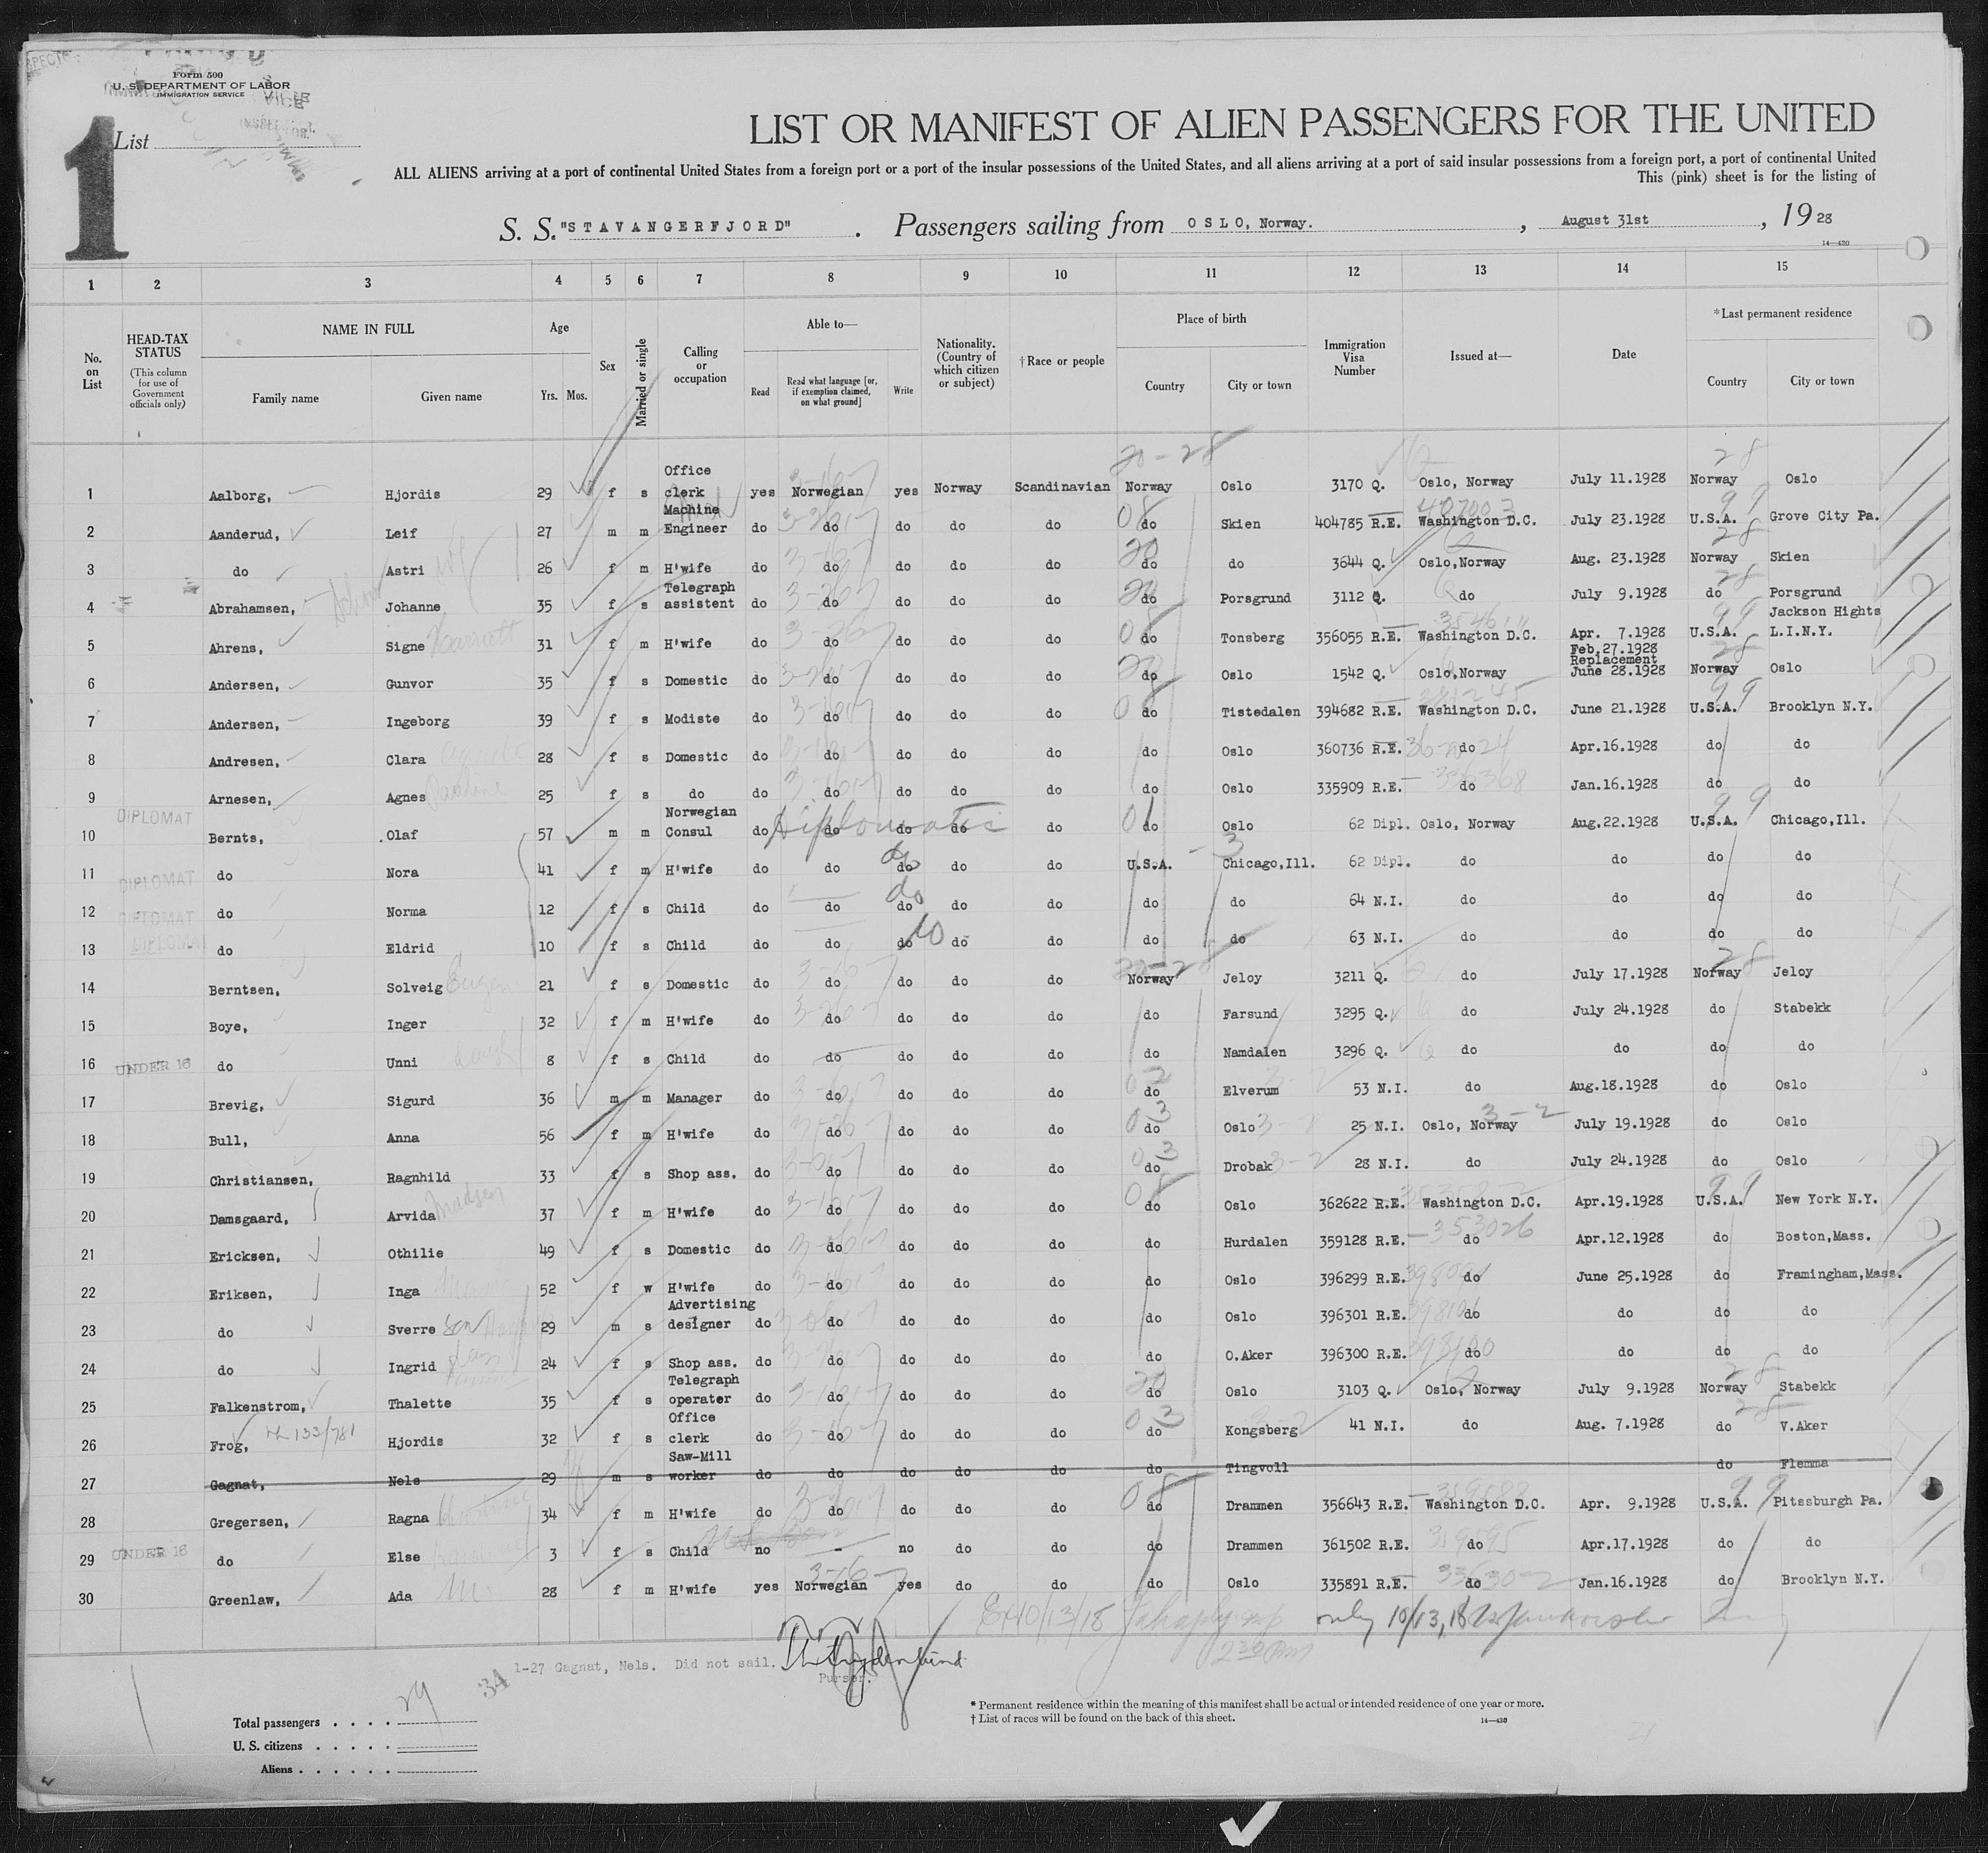 Form 500
U. S. DEPARTMENT OF LABOR
IMMIGRATION SERVICE
1
List
LIST OR MANIFEST OF ALIEN PASSENGERS FOR THE UNITED
ALL ALIENS arriving at a port of continental United States from a foreign port or a port of the insular possessions of the United States, and all aliens arriving at a port of said insular possessions from a foreign port, a port of continental United
This (pink) sheet is for the listing of
S. S. "STAVANGERFJORD" . Passengers sailing from OSLO, Norway. , August 31st , 1928
14—430
1 2 3 4 5 6 7 8 9 10 11 12 13 14 15
No. on List
HEAD-TAX STATUS (This column for use of Government officials only)
NAME IN FULL
Family name Given name
Age
Yrs. Mos.
Sex
Married or single
Calling or occupation
Able to—
Read Read what language [or, if exemption claimed, on what ground] Write
Nationality. (Country of which citizen or subject)
†Race or people
Place of birth
Country City or town
Immigration Visa Number
Issued at—
Date
*Last permanent residence
Country City or town
20-28
1 Aalborg, Hjordis 29 f s Office clerk yes Norwegian yes Norway Scandinavian Norway Oslo 3170 Q. Oslo, Norway July 11.1928 Norway Oslo
2 Aanderud, Leif 27 m m Machine Engineer do do do do do do Skien 404785 R.E. Washington D.C. July 23.1928 U.S.A. Grove City Pa.
3 do Astri 26 f m H'wife do do do do do do do 3644 Q. Oslo,Norway Aug. 23.1928 Norway Skien
4 Abrahamsen, Johanne 35 f s Telegraph assistent do do do do do do Porsgrund 3112 Q. do July 9.1928 do Porsgrund
5 Ahrens, Signe 31 f m H'wife do do do do do do Tonsberg 356055 R.E. Washington D.C. Apr. 7.1928 U.S.A. Jackson Hights L.I.N.Y.
6 Andersen, Gunvor 35 f s Domestic do do do do do do Oslo 1542 Q. Oslo,Norway Feb.27.1928 Replacement June 28.1928 Norway Oslo
7 Andersen, Ingeborg 39 f s Modiste do do do do do do Tistedalen 394682 R.E. Washington D.C. June 21.1928 U.S.A. Brooklyn N.Y.
8 Andresen, Clara 28 f s Domestic do do do do do do Oslo 360736 R.E. do Apr.16.1928 do do
9 Arnesen, Agnes 25 f s do do do do do do do Oslo 335909 R.E. do Jan.16.1928 do do
DIPLOMAT
10 Bernts, Olaf 57 m m Norwegian Consul do do do do do do Oslo 62 Dipl. Oslo, Norway Aug.22.1928 U.S.A. Chicago,Ill.
Diplomatic
11 DIPLOMAT do Nora 41 f m H'wife do do do do do U.S.A. Chicago,Ill. 62 Dipl. do do do do
12 DIPLOMAT do Norma 12 f s Child do do do do do do do 64 N.I. do do do do
13 DIPLOMAT do Eldrid 10 f s Child do do do do do do do 63 N.I. do do do do
14 Berntsen, Solveig 21 f s Domestic do do do do do Norway Jeloy 3211 Q. do July 17.1928 Norway Jeloy
15 Boye, Inger 32 f m H'wife do do do do do do Farsund 3295 Q. do July 24.1928 do Stabekk
16 UNDER 16 do Unni 8 f s Child do do do do do do Namdalen 3296 Q. do do do do
17 Brevig, Sigurd 36 m m Manager do do do do do do Elverum 53 N.I. do Aug.18.1928 do Oslo
18 Bull, Anna 56 f m H'wife do do do do do do Oslo 25 N.I. Oslo, Norway July 19.1928 do Oslo
19 Christiansen, Ragnhild 33 f s Shop ass. do do do do do do Drobak 28 N.I. do July 24.1928 do Oslo
20 Damsgaard, Arvida 37 f m H'wife do do do do do do Oslo 362622 R.E. Washington D.C. Apr.19.1928 U.S.A. New York N.Y.
21 Ericksen, Othilie 49 f s Domestic do do do do do do Hurdalen 359128 R.E. do Apr.12.1928 do Boston,Mass.
22 Eriksen, Inga 52 f w H'wife do do do do do do Oslo 396299 R.E. do June 25.1928 do Framingham,Mass.
23 do Sverre 29 m s Advertising designer do do do do do do Oslo 396301 R.E. do do do do
24 do Ingrid 24 f s Shop ass. do do do do do do O.Aker 396300 R.E. do do do do
25 Falkenstrom, Thalette 35 f s Telegraph operator do do do do do do Oslo 3103 Q. Oslo, Norway July 9.1928 Norway Stabekk
26 Frog, Hjordis 32 f s Office clerk do do do do do do Kongsberg 41 N.I. do Aug. 7.1928 do V.Aker
27 Gagnat, Nels 29 m s Saw-Mill worker do do do do do do Tingvoll do Flemma
28 Gregersen, Ragna 34 f m H'wife do do do do do do Drammen 356643 R.E. Washington D.C. Apr. 9.1928 U.S.A. Pitssburgh Pa.
29 UNDER 16 do Else 3 f s Child no - no do do do Drammen 361502 R.E. do Apr.17.1928 do do
30 Greenlaw, Ada 28 f m H'wife yes Norwegian yes do do do Oslo 335891 R.E. do Jan.16.1928 do Brooklyn N.Y.
34 1-27 Gagnat, Nels. Did not sail.
Purser.
* Permanent residence within the meaning of this manifest shall be actual or intended residence of one year or more.
† List of races will be found on the back of this sheet.
14—430
Total passengers . . . . 29
U. S. citizens . . . . .
Aliens . . . . . .